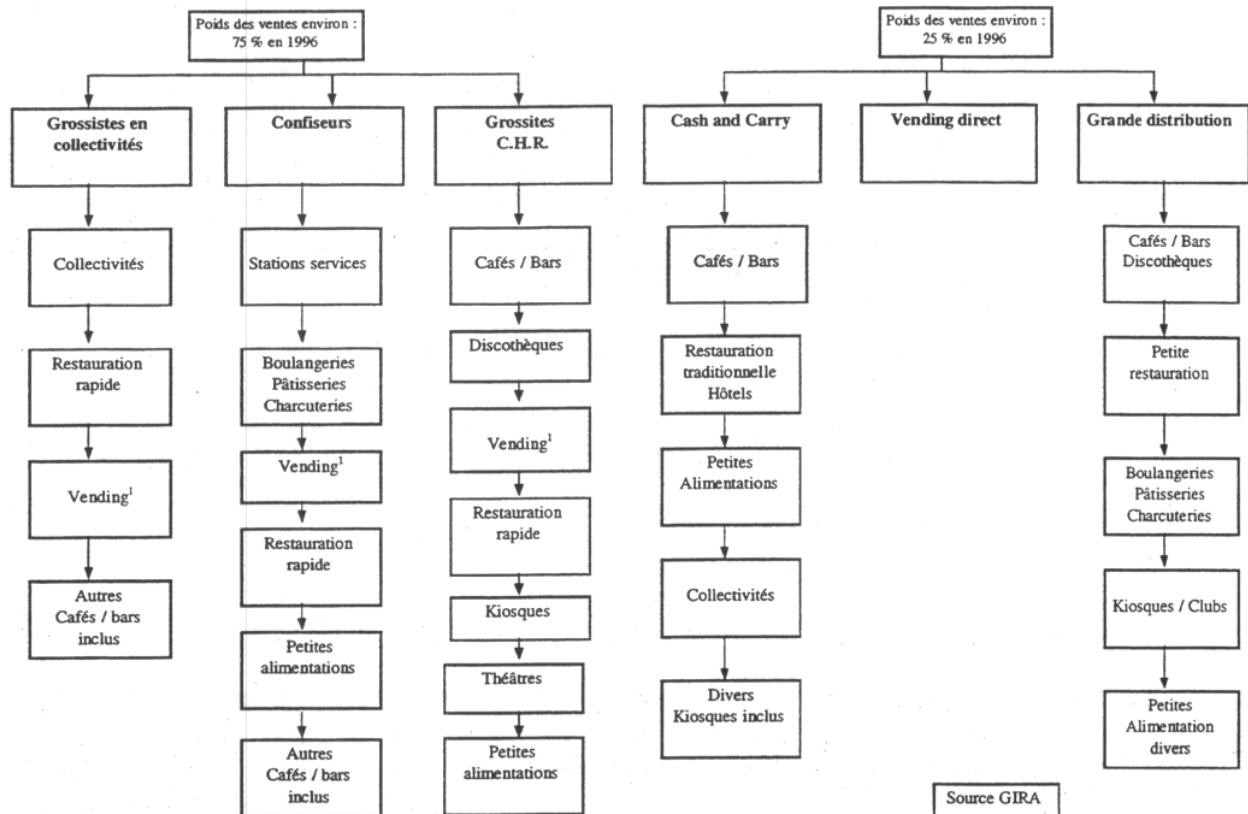 Poids des ventes environ :
75 % en 1996
Poids des ventes environ :
25 % en 1996
Grossistes en
collectivités
Confiseurs
Grossites
C.H.R.
Cash and Carry
Vending direct
Grande distribution
Collectivités
Restauration
rapide
Vending¹
Autres
Cafés / bars
inclus
Stations services
Boulangeries
Pâtisseries
Charcuteries
Vending¹
Restauration
rapide
Petites
alimentations
Autres
Cafés / bars
inclus
Cafés / Bars
Discothèques
Vending¹
Restauration
rapide
Kiosques
Théâtres
Petites
alimentations
Cafés / Bars
Restauration
traditionnelle
Hôtels
Petites
Alimentations
Collectivités
Divers
Kiosques inclus
Cafés / Bars
Discothèques
Petite
restauration
Boulangeries
Pâtisseries
Charcuteries
Kiosques / Clubs
Petites
Alimentation
divers
Source GIRA